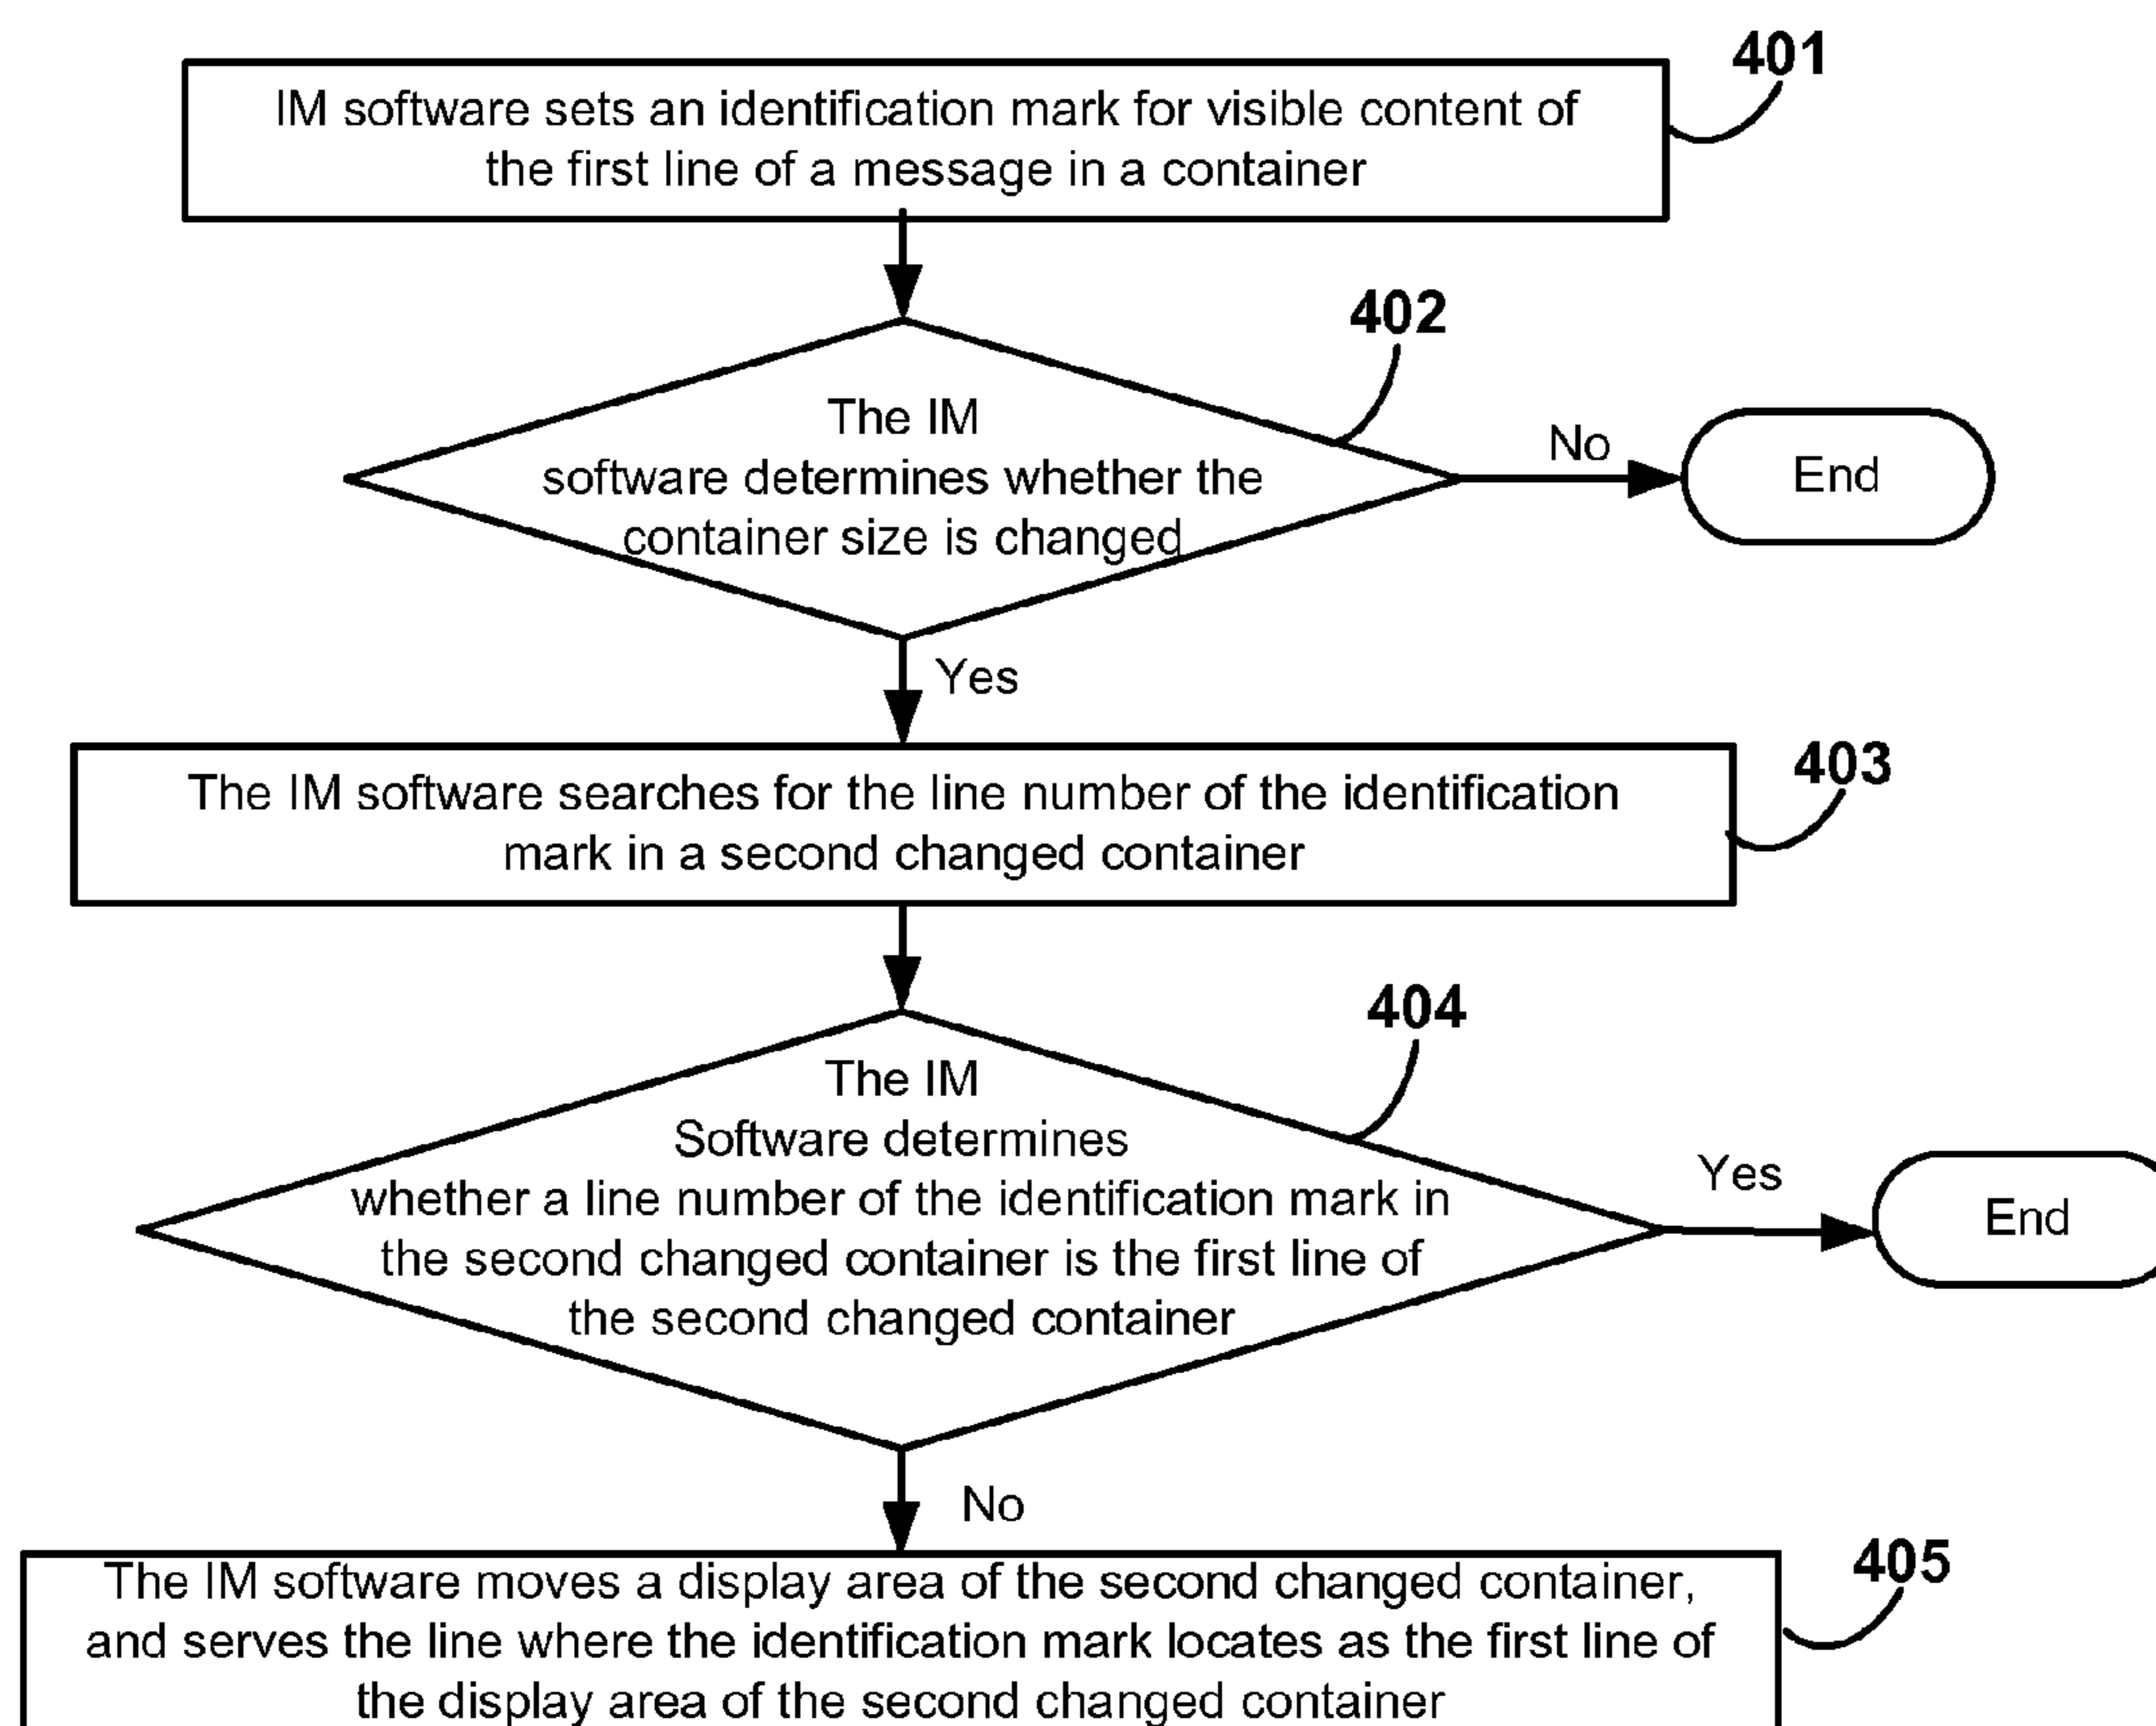 401
IM software sets an identification mark for visible content of
the first line of a message in a container
402
The IM
software determines whether the
container size is changed
No
End
Yes
403
The IM software searches for the line number of the identification
mark in a second changed container
404
The IM
Software determines
whether a line number of the identification mark in
the second changed container is the first line of
the second changed container
Yes
End
No
405
The IM software moves a display area of the second changed container,
and serves the line where the identification mark locates as the first line of
the display area of the second changed container